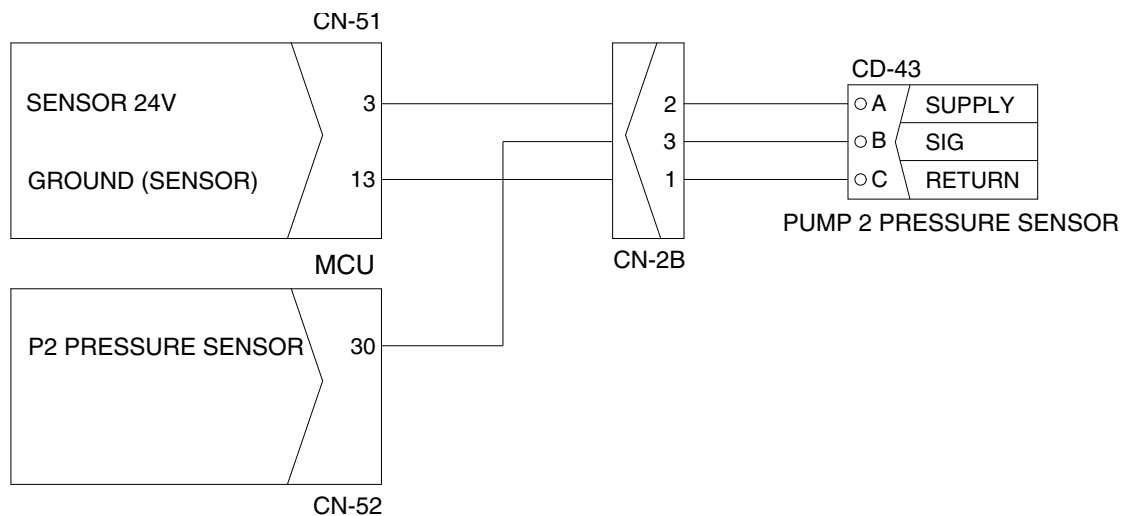 CN-51
SENSOR 24V
3
GROUND (SENSOR)
13
MCU
P2 PRESSURE SENSOR
30
CN-52
2
3
1
CN-2B
CD-43
A SUPPLY
B SIG
C RETURN
PUMP 2 PRESSURE SENSOR